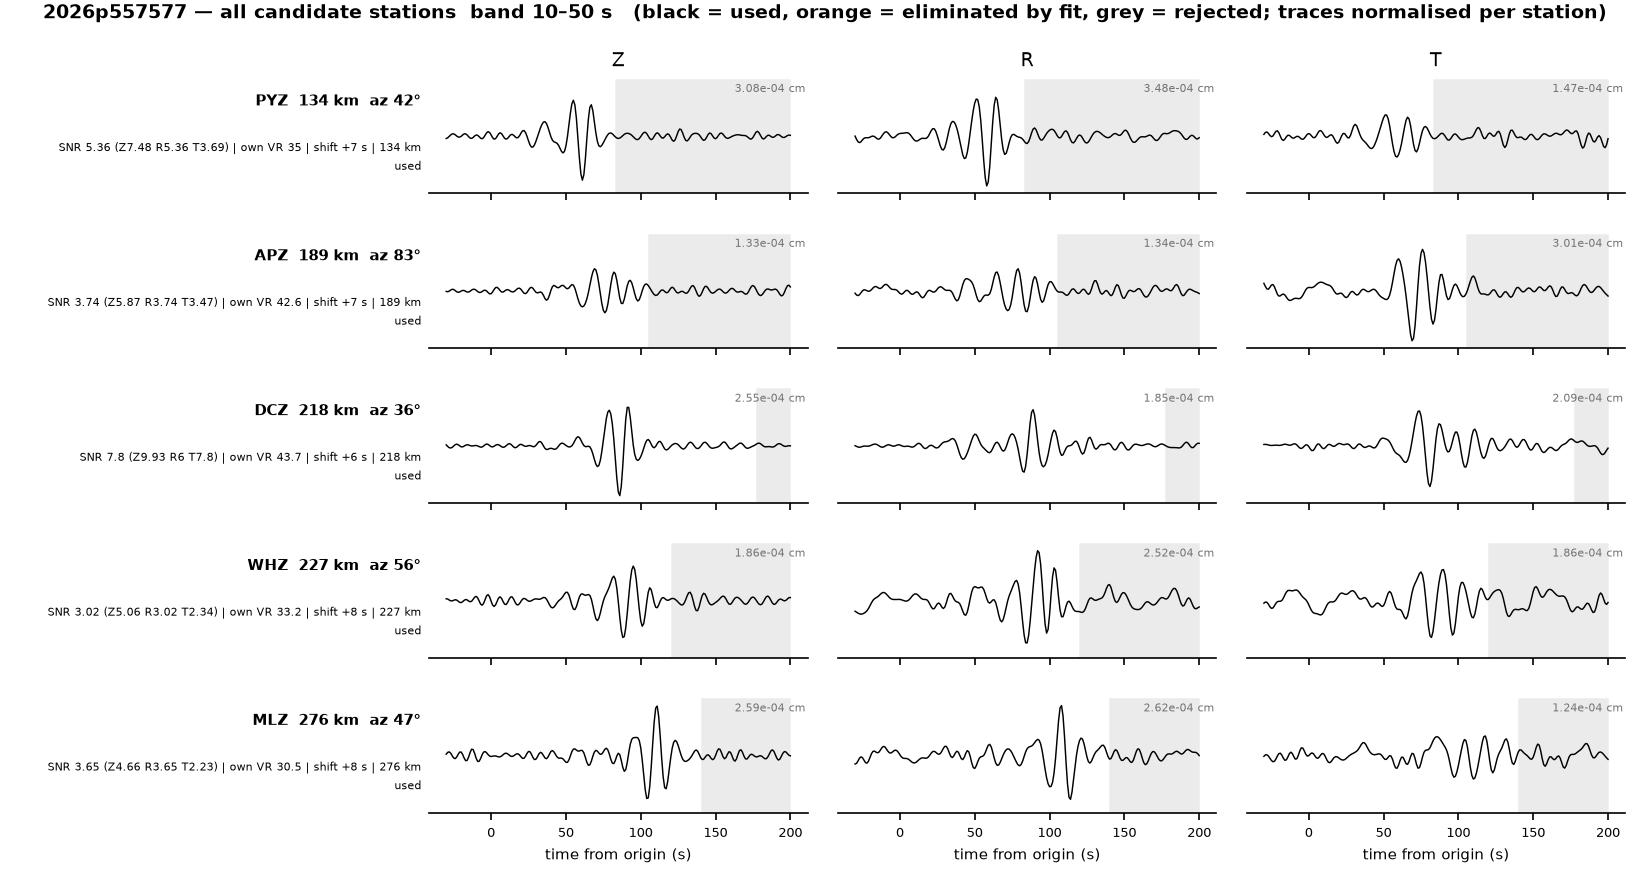 2026p557577 — all candidate stations  band 10–50 s   (black = used, orange = eliminated by fit, grey = rejected; traces normalised per station)
Z R T
PYZ  134 km  az 42°
3.08e-04 cm 3.48e-04 cm 1.47e-04 cm
SNR 5.36 (Z7.48 R5.36 T3.69) | own VR 35 | shift +7 s | 134 km
used
APZ  189 km  az 83°
1.33e-04 cm 1.34e-04 cm 3.01e-04 cm
SNR 3.74 (Z5.87 R3.74 T3.47) | own VR 42.6 | shift +7 s | 189 km
used
DCZ  218 km  az 36°
2.55e-04 cm 1.85e-04 cm 2.09e-04 cm
SNR 7.8 (Z9.93 R6 T7.8) | own VR 43.7 | shift +6 s | 218 km
used
WHZ  227 km  az 56°
1.86e-04 cm 2.52e-04 cm 1.86e-04 cm
SNR 3.02 (Z5.06 R3.02 T2.34) | own VR 33.2 | shift +8 s | 227 km
used
MLZ  276 km  az 47°
2.59e-04 cm 2.62e-04 cm 1.24e-04 cm
SNR 3.65 (Z4.66 R3.65 T2.23) | own VR 30.5 | shift +8 s | 276 km
used
0 50 100 150 200 0 50 100 150 200 0 50 100 150 200
time from origin (s) time from origin (s) time from origin (s)